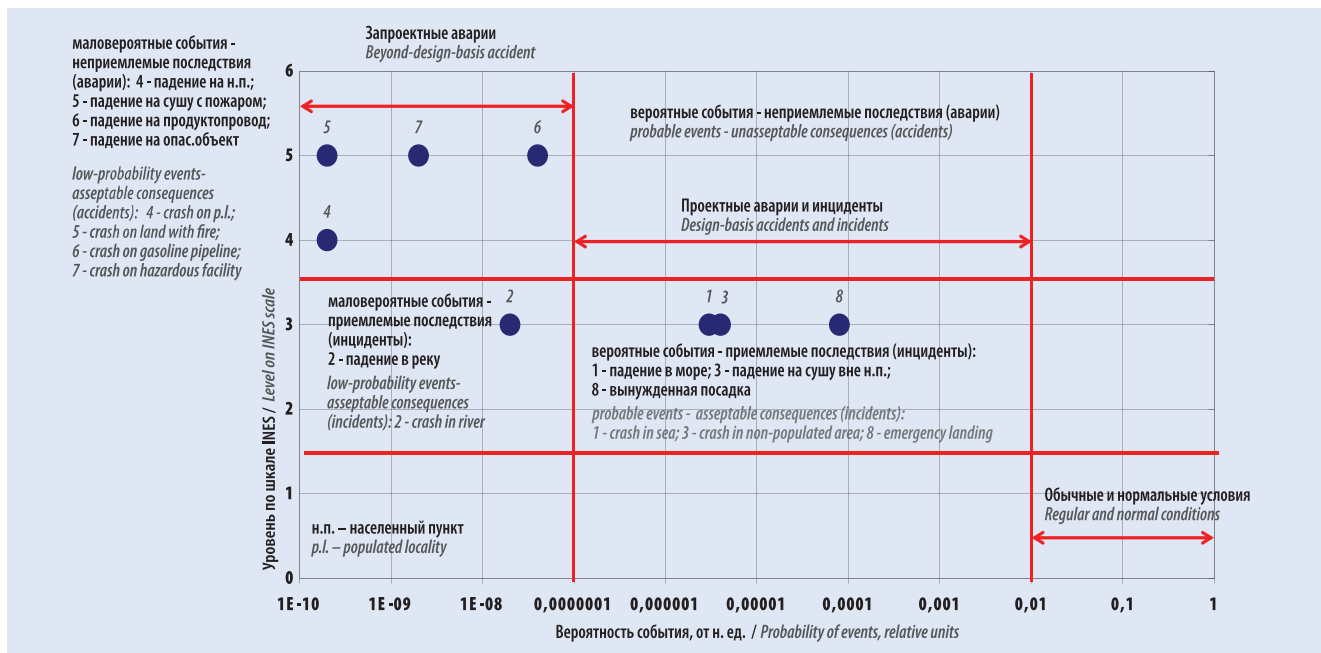 Запроектные аварии
Beyond-design-basis accident
маловероятные события -
неприемлемые последствия
(аварии): 4 - падение на н.п.;
5 - падение на сушу с пожаром;
6 - падение на продуктопровод;
7 - падение на опас.объект
low-probability events-
asseptable consequences
(accidents): 4 - crash on p.l.;
5 - crash on land with fire;
6 - crash on gasoline pipeline;
7 - crash on hazardous facility
вероятные события - неприемлемые последствия (аварии)
probable events - unasseptable consequences (accidents)
Проектные аварии и инциденты
Design-basis accidents and incidents
маловероятные события -
приемлемые последствия
(инциденты):
2 - падение в реку
low-probability events-
asseptable consequences
(incidents): 2 - crash in river
вероятные события - приемлемые последствия (инциденты):
1 - падение в море; 3 - падение на сушу вне н.п.;
8 - вынужденная посадка
probable events - asseptable consequences (incidents):
1 - crash in sea; 3 - crash in non-populated area; 8 - emergency landing
Обычные и нормальные условия
Regular and normal conditions
н.п. – населенный пункт
p.l. – populated locality
5 7 6
4
2 1 3 8
Уровень по шкале INES / Level on INES scale
6
5
4
3
2
1
0
1E-10 1E-09 1E-08 0,0000001 0,000001 0,00001 0,0001 0,001 0,01 0,1 1
Вероятность события, от н. ед. / Probability of events, relative units